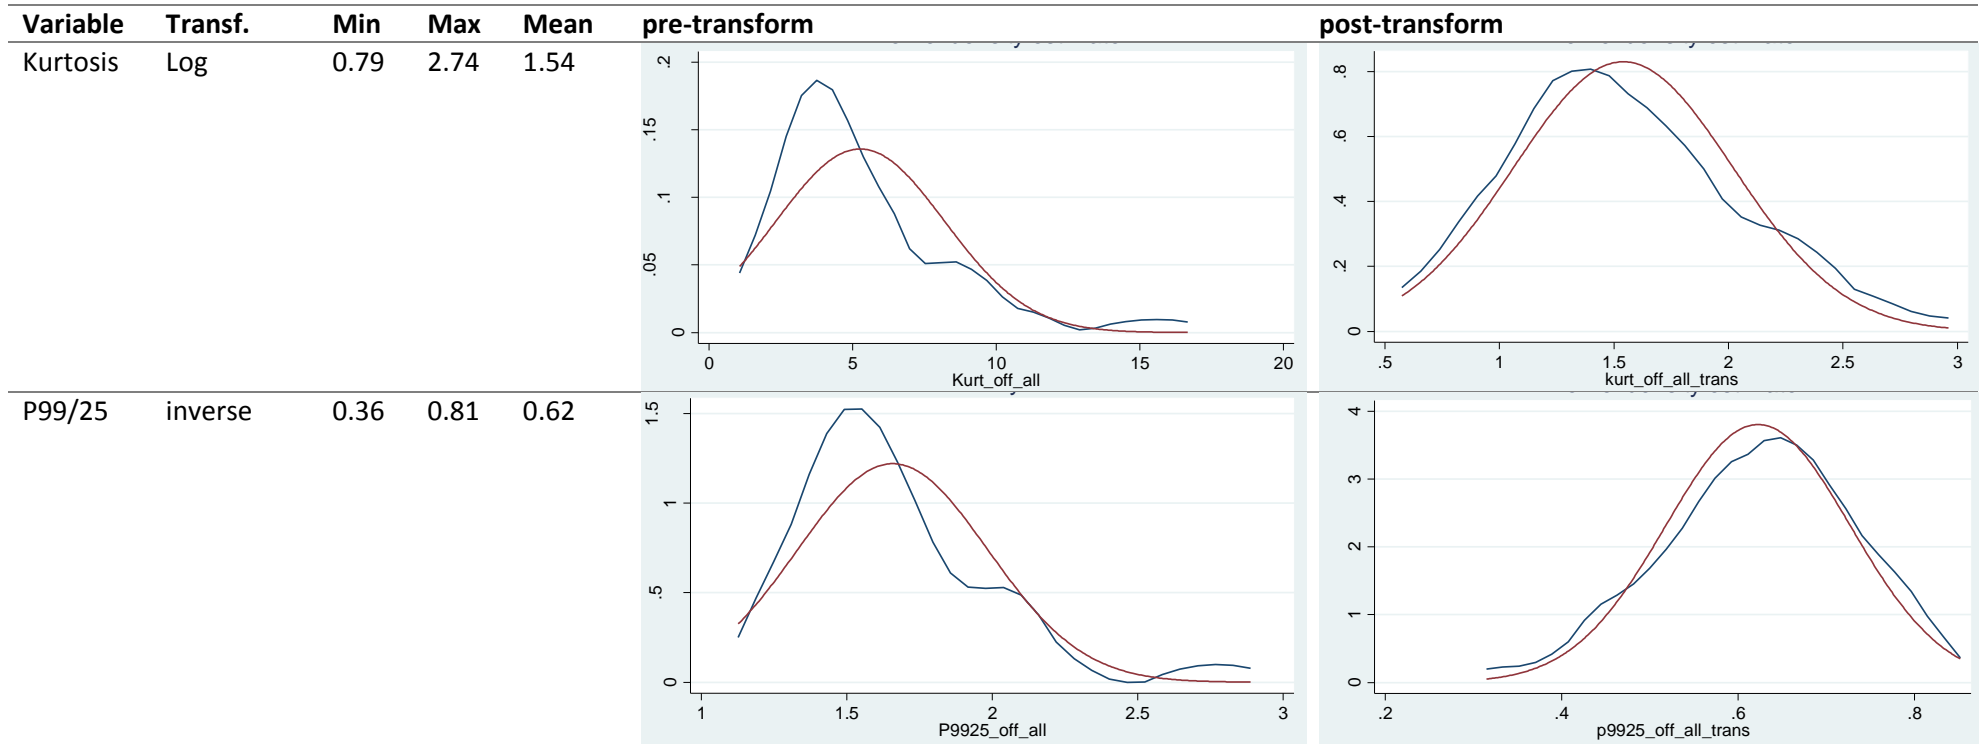 Variable Transf. Min Max Mean pre-transform post-transform
Kurtosis Log 0.79 2.74 1.54
.2
.15
.1
.05
0
0 5 10 15 20
Kurt_off_all
.8
.6
.4
.2
0
.5 1 1.5 2 2.5 3
kurt_off_all_trans
P99/25 inverse 0.36 0.81 0.62
1.5
1
.5
0
1 1.5 2 2.5 3
P9925_off_all
4
3
2
1
0
.2 .4 .6 .8
p9925_off_all_trans